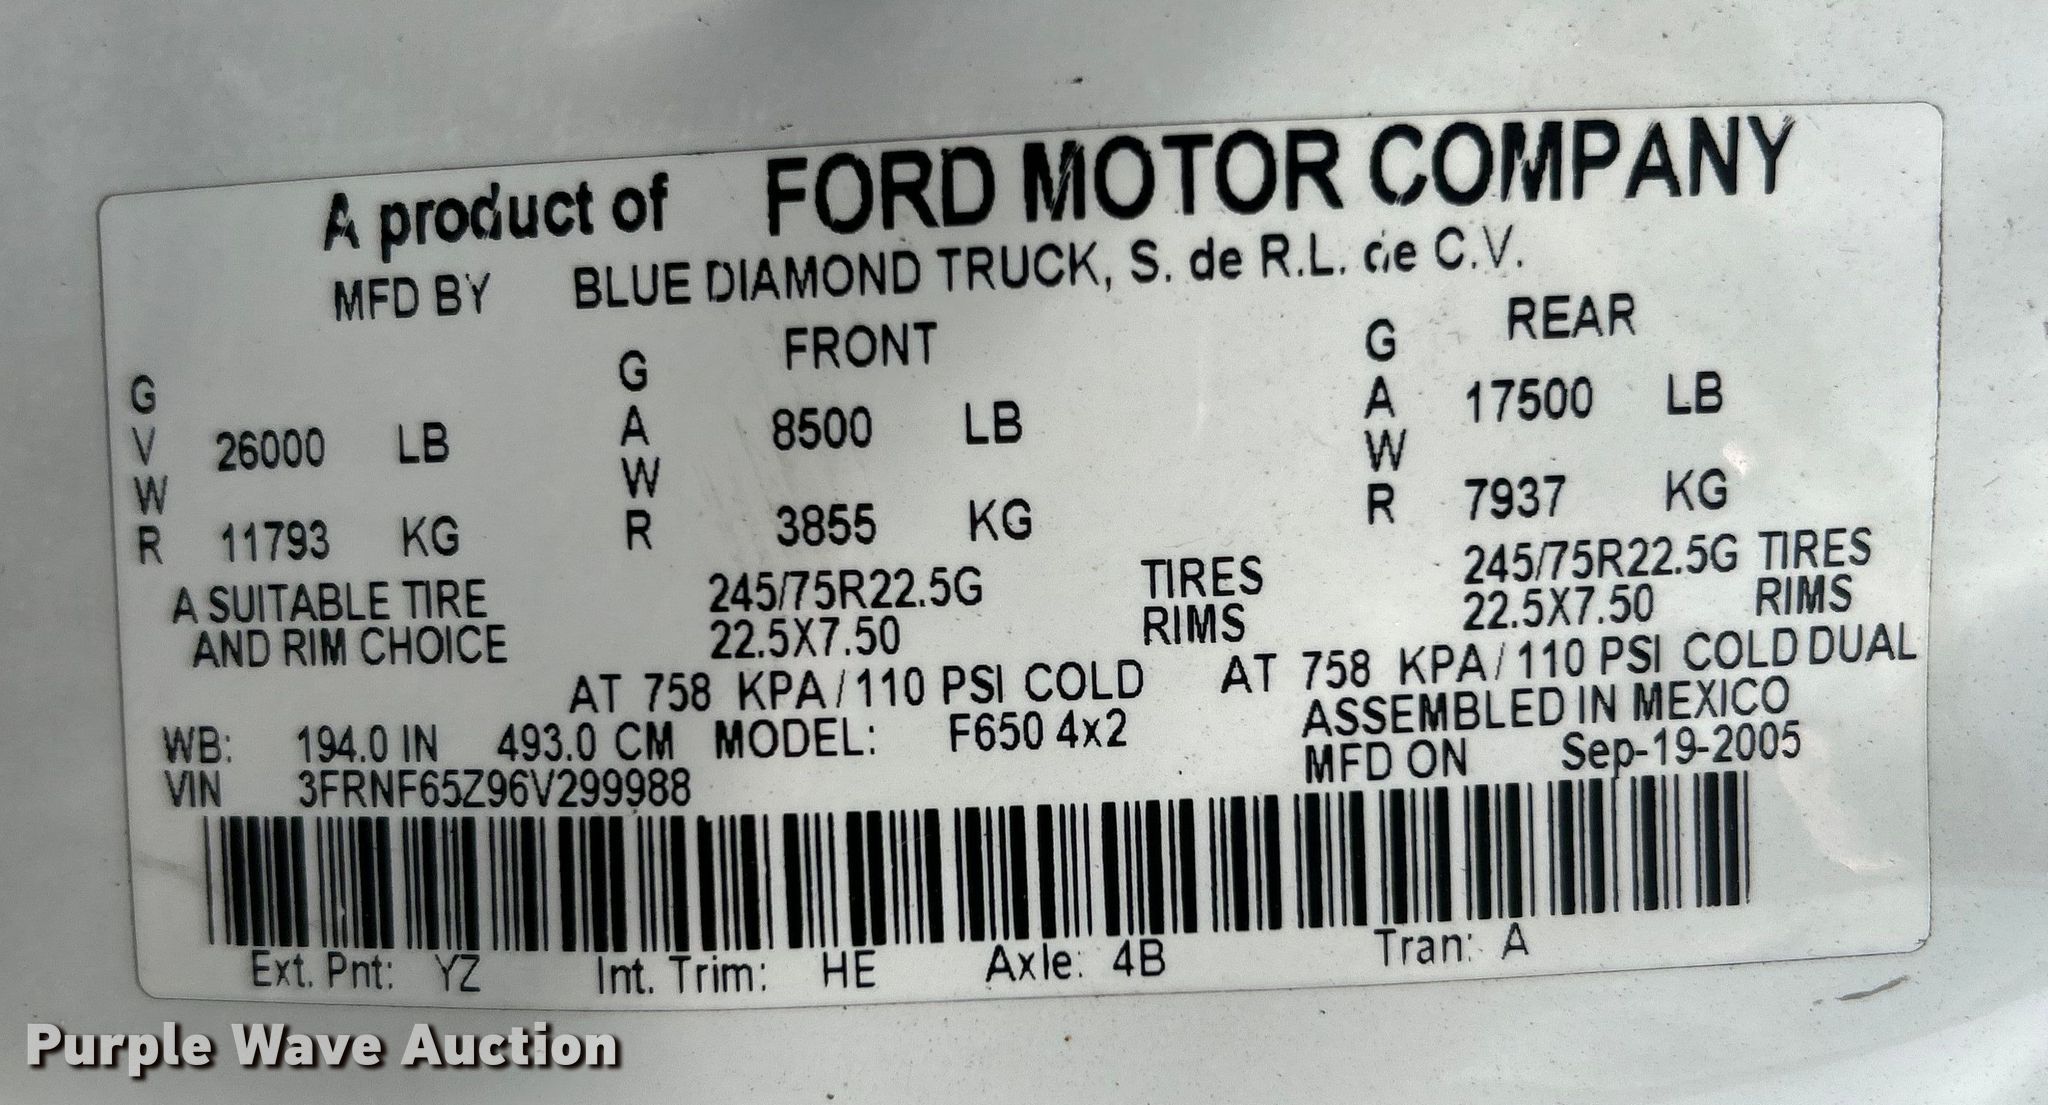 A product of FORD MOTOR COMPANY
MFD BY BLUE DIAMOND TRUCK, S. de R.L. de C.V.
GVWR 26000 LB 11793 KG
GAWR FRONT 8500 LB 3855 KG
GAWR REAR 17500 LB 7937 KG
A SUITABLE TIRE 245/75R22.5G TIRES 245/75R22.5G TIRES
AND RIM CHOICE 22.5X7.50 RIMS 22.5X7.50 RIMS
AT 758 KPA/110 PSI COLD AT 758 KPA/110 PSI COLD DUAL
WB: 194.0 IN 493.0 CM MODEL: F650 4x2 ASSEMBLED IN MEXICO
VIN 3FRNF65Z96V299988 MFD ON Sep-19-2005
Ext. Pnt: YZ Int. Trim: HE Axle: 4B Tran: A
Purple Wave Auction